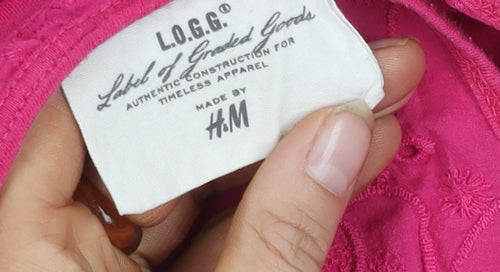 L.O.G.G.®
Label of Graded Goods
AUTHENTIC CONSTRUCTION FOR
TIMELESS APPAREL
MADE BY
H&M